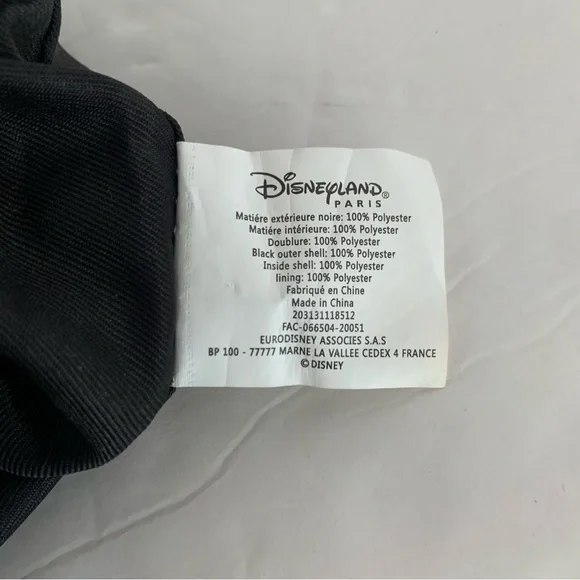 Disneyland®
PARIS
Matiére extérieure noire: 100% Polyester
Matiére intérieure: 100% Polyester
Doublure: 100% Polyester
Black outer shell: 100% Polyester
Inside shell: 100% Polyester
lining: 100% Polyester
Fabriqué en Chine
Made in China
203131118512
FAC-066504-20051
EURODISNEY ASSOCIES S.A.S
BP 100 - 77777 MARNE LA VALLEE CEDEX 4 FRANCE
©DISNEY